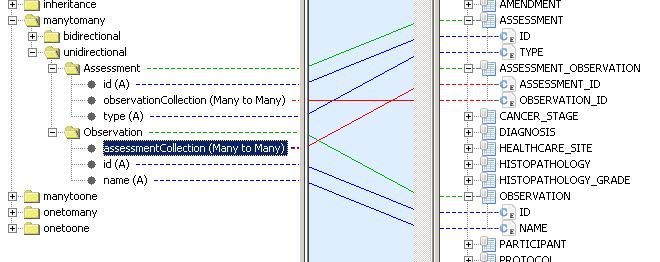 inheritance
manytomany
bidirectional
unidirectional
Assessment
id (A)
observationCollection (Many to Many)
type (A)
Observation
assessmentCollection (Many to Many)
id (A)
name (A)
manytoone
onetomany
onetoone
AMENDMENT
ASSESSMENT
ID
TYPE
ASSESSMENT_OBSERVATION
ASSESSMENT_ID
OBSERVATION_ID
CANCER_STAGE
DIAGNOSIS
HEALTHCARE_SITE
HISTOPATHOLOGY
HISTOPATHOLOGY_GRADE
OBSERVATION
ID
NAME
PARTICIPANT
PROTOCOL